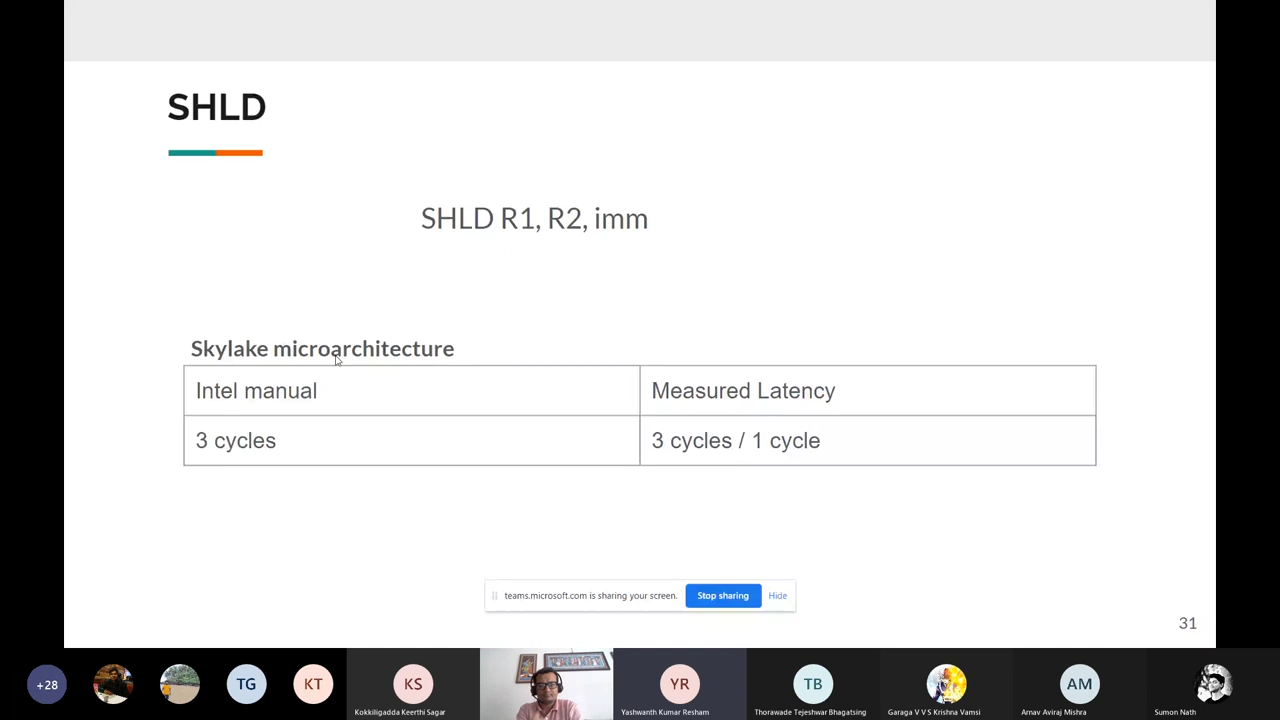 SHLD
SHLD R1, R2, imm
Skylake microarchitecture
Intel manual
Measured Latency
3 cycles
3 cycles / 1 cycle
teams.microsoft.com is sharing your screen.
Stop sharing
Hide
31
+28
TG
KT
KS
YR
TB
AM
Kokkiligadda Keerthi Sagar
Yashwanth Kumar Resham
Thorawade Tejeshwar Bhagatsing
Garaga V V S Krishna Vamsi
Arnav Aviraj Mishra
Sumon Nath